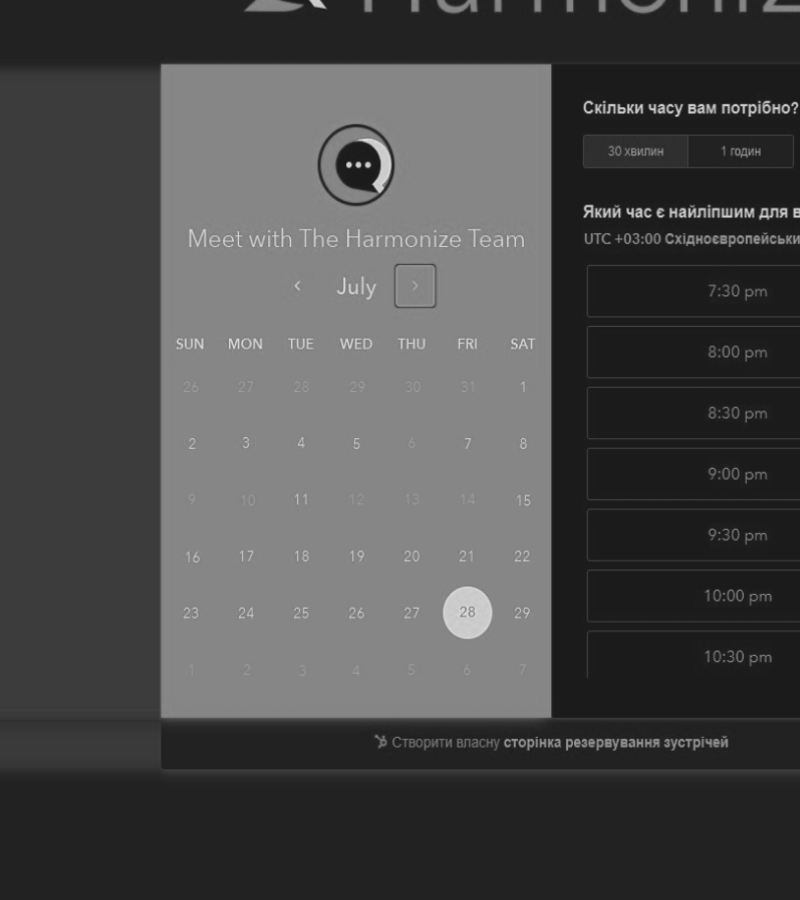 Harmoniz
Meet with The Harmonize Team
‹ July ›
SUN MON TUE WED THU FRI SAT
26 27 28 29 30 31 1
2 3 4 5 6 7 8
9 10 11 12 13 14 15
16 17 18 19 20 21 22
23 24 25 26 27 28 29
1 2 3 4 5 6 7
Скільки часу вам потрібно?
30 хвилин 1 годин
Який час є найліпшим для в
UTC +03:00 Східноєвропейськи
7:30 pm
8:00 pm
8:30 pm
9:00 pm
9:30 pm
10:00 pm
10:30 pm
Створити власну сторінка резервування зустрічей